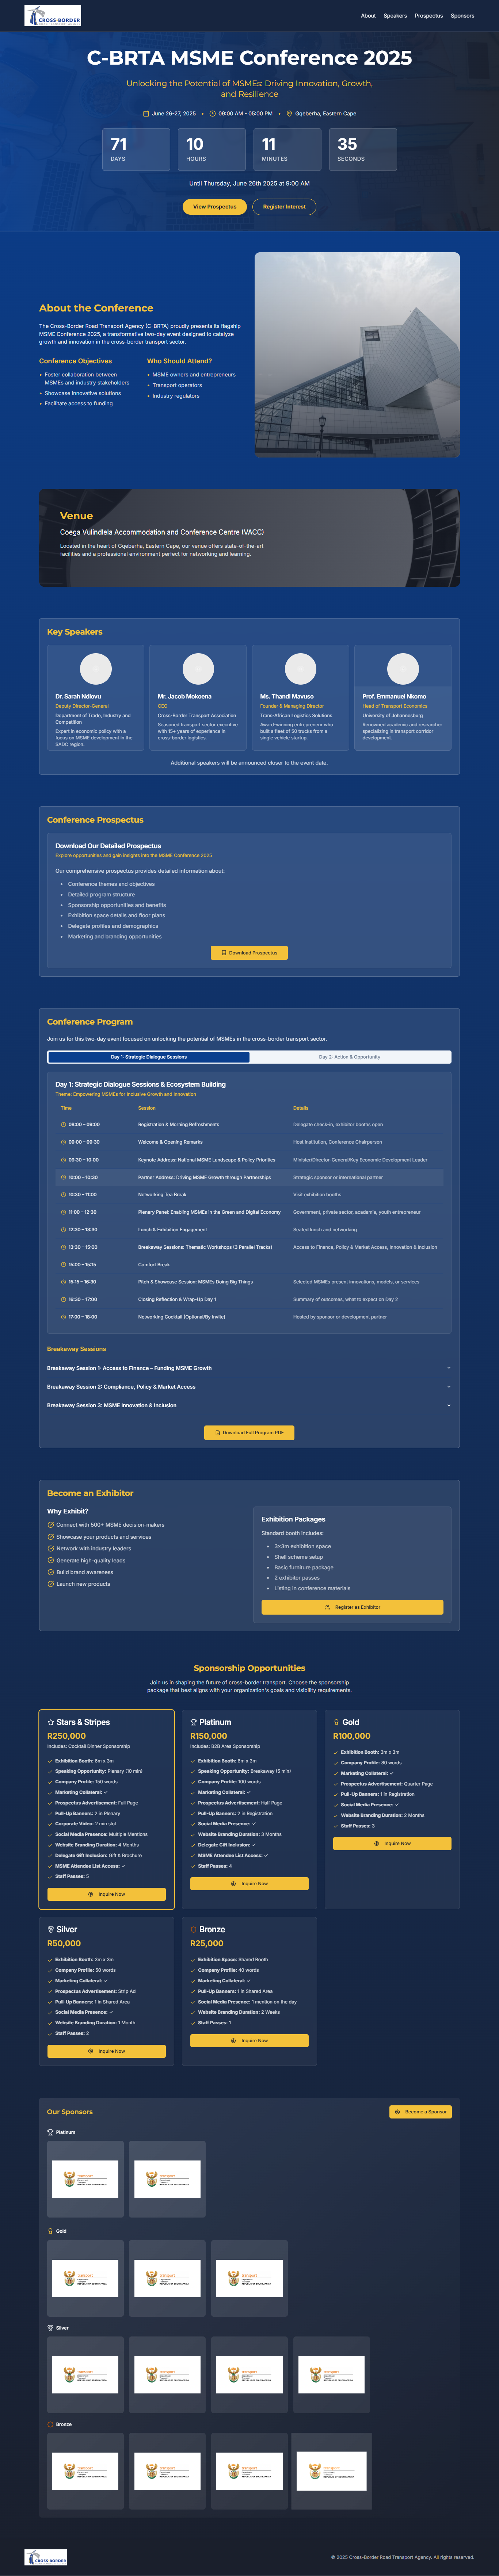 CROSS-BORDER
About
Speakers
Prospectus
Sponsors
C-BRTA MSME Conference 2025
Unlocking the Potential of MSMEs: Driving Innovation, Growth,
and Resilience
June 26-27, 2025 • 09:00 AM - 05:00 PM • Gqeberha, Eastern Cape
71
DAYS
10
HOURS
11
MINUTES
35
SECONDS
Until Thursday, June 26th 2025 at 9:00 AM
View Prospectus
Register Interest
About the Conference
The Cross-Border Road Transport Agency (C-BRTA) proudly presents its flagship
MSME Conference 2025, a transformative two-day event designed to catalyze
growth and innovation in the cross-border transport sector.
Conference Objectives
• Foster collaboration between
MSMEs and industry stakeholders
• Showcase innovative solutions
• Facilitate access to funding
Who Should Attend?
• MSME owners and entrepreneurs
• Transport operators
• Industry regulators
Venue
Coega Vulindlela Accommodation and Conference Centre (VACC)
Located in the heart of Gqeberha, Eastern Cape, our venue offers state-of-the-art
facilities and a professional environment perfect for networking and learning.
Key Speakers
Dr. Sarah Ndlovu
Deputy Director-General
Department of Trade, Industry and
Competition
Expert in economic policy with a
focus on MSME development in the
SADC region.
Mr. Jacob Mokoena
CEO
Cross-Border Transport Association
Seasoned transport sector executive
with 15+ years of experience in
cross-border logistics.
Ms. Thandi Mavuso
Founder & Managing Director
Trans-African Logistics Solutions
Award-winning entrepreneur who
built a fleet of 50 trucks from a
single vehicle startup.
Prof. Emmanuel Nkomo
Head of Transport Economics
University of Johannesburg
Renowned academic and researcher
specializing in transport corridor
development.
Additional speakers will be announced closer to the event date.
Conference Prospectus
Download Our Detailed Prospectus
Explore opportunities and gain insights into the MSME Conference 2025
Our comprehensive prospectus provides detailed information about:
• Conference themes and objectives
• Detailed program structure
• Sponsorship opportunities and benefits
• Exhibition space details and floor plans
• Delegate profiles and demographics
• Marketing and branding opportunities
Download Prospectus
Conference Program
Join us for this two-day event focused on unlocking the potential of MSMEs in the cross-border transport sector.
Day 1: Strategic Dialogue Sessions
Day 2: Action & Opportunity
Day 1: Strategic Dialogue Sessions & Ecosystem Building
Theme: Empowering MSMEs for Inclusive Growth and Innovation
Time Session Details
08:00 – 09:00 Registration & Morning Refreshments Delegate check-in, exhibitor booths open
09:00 – 09:30 Welcome & Opening Remarks Host Institution, Conference Chairperson
09:30 – 10:00 Keynote Address: National MSME Landscape & Policy Priorities Minister/Director-General/Key Economic Development Leader
10:00 – 10:30 Partner Address: Driving MSME Growth through Partnerships Strategic sponsor or international partner
10:30 – 11:00 Networking Tea Break Visit exhibition booths
11:00 – 12:30 Plenary Panel: Enabling MSMEs in the Green and Digital Economy Government, private sector, academia, youth entrepreneur
12:30 – 13:30 Lunch & Exhibition Engagement Seated lunch and networking
13:30 – 15:00 Breakaway Sessions: Thematic Workshops (3 Parallel Tracks) Access to Finance, Policy & Market Access, Innovation & Inclusion
15:00 – 15:15 Comfort Break
15:15 – 16:30 Pitch & Showcase Session: MSMEs Doing Big Things Selected MSMEs present innovations, models, or services
16:30 – 17:00 Closing Reflection & Wrap-Up Day 1 Summary of outcomes, what to expect on Day 2
17:00 – 18:00 Networking Cocktail (Optional/By Invite) Hosted by sponsor or development partner
Breakaway Sessions
Breakaway Session 1: Access to Finance – Funding MSME Growth
Breakaway Session 2: Compliance, Policy & Market Access
Breakaway Session 3: MSME Innovation & Inclusion
Download Full Program PDF
Become an Exhibitor
Why Exhibit?
Connect with 500+ MSME decision-makers
Showcase your products and services
Network with industry leaders
Generate high-quality leads
Build brand awareness
Launch new products
Exhibition Packages
Standard booth includes:
• 3×3m exhibition space
• Shell scheme setup
• Basic furniture package
• 2 exhibitor passes
• Listing in conference materials
Register as Exhibitor
Sponsorship Opportunities
Join us in shaping the future of cross-border transport. Choose the sponsorship
package that best aligns with your organization's goals and visibility requirements.
Stars & Stripes
R250,000
Includes: Cocktail Dinner Sponsorship
Exhibition Booth: 6m x 3m
Speaking Opportunity: Plenary (10 min)
Company Profile: 150 words
Marketing Collateral: ✓
Prospectus Advertisement: Full Page
Pull-Up Banners: 2 in Plenary
Corporate Video: 2 min slot
Social Media Presence: Multiple Mentions
Website Branding Duration: 4 Months
Delegate Gift Inclusion: Gift & Brochure
MSME Attendee List Access: ✓
Staff Passes: 5
Inquire Now
Platinum
R150,000
Includes: B2B Area Sponsorship
Exhibition Booth: 6m x 3m
Speaking Opportunity: Breakaway (5 min)
Company Profile: 100 words
Marketing Collateral: ✓
Prospectus Advertisement: Half Page
Pull-Up Banners: 2 in Registration
Social Media Presence: ✓
Website Branding Duration: 3 Months
Delegate Gift Inclusion: ✓
MSME Attendee List Access: ✓
Staff Passes: 4
Inquire Now
Gold
R100,000
Exhibition Booth: 3m x 3m
Company Profile: 80 words
Marketing Collateral: ✓
Prospectus Advertisement: Quarter Page
Pull-Up Banners: 1 in Registration
Social Media Presence: ✓
Website Branding Duration: 2 Months
Staff Passes: 3
Inquire Now
Silver
R50,000
Exhibition Booth: 3m x 3m
Company Profile: 50 words
Marketing Collateral: ✓
Prospectus Advertisement: Strip Ad
Pull-Up Banners: 1 in Shared Area
Social Media Presence: ✓
Website Branding Duration: 1 Month
Staff Passes: 2
Inquire Now
Bronze
R25,000
Exhibition Space: Shared Booth
Company Profile: 40 words
Marketing Collateral: ✓
Pull-Up Banners: 1 in Shared Area
Social Media Presence: 1 mention on the day
Website Branding Duration: 2 Weeks
Staff Passes: 1
Inquire Now
Our Sponsors
Become a Sponsor
Platinum
Gold
Silver
Bronze
CROSS-BORDER
© 2025 Cross-Border Road Transport Agency. All rights reserved.